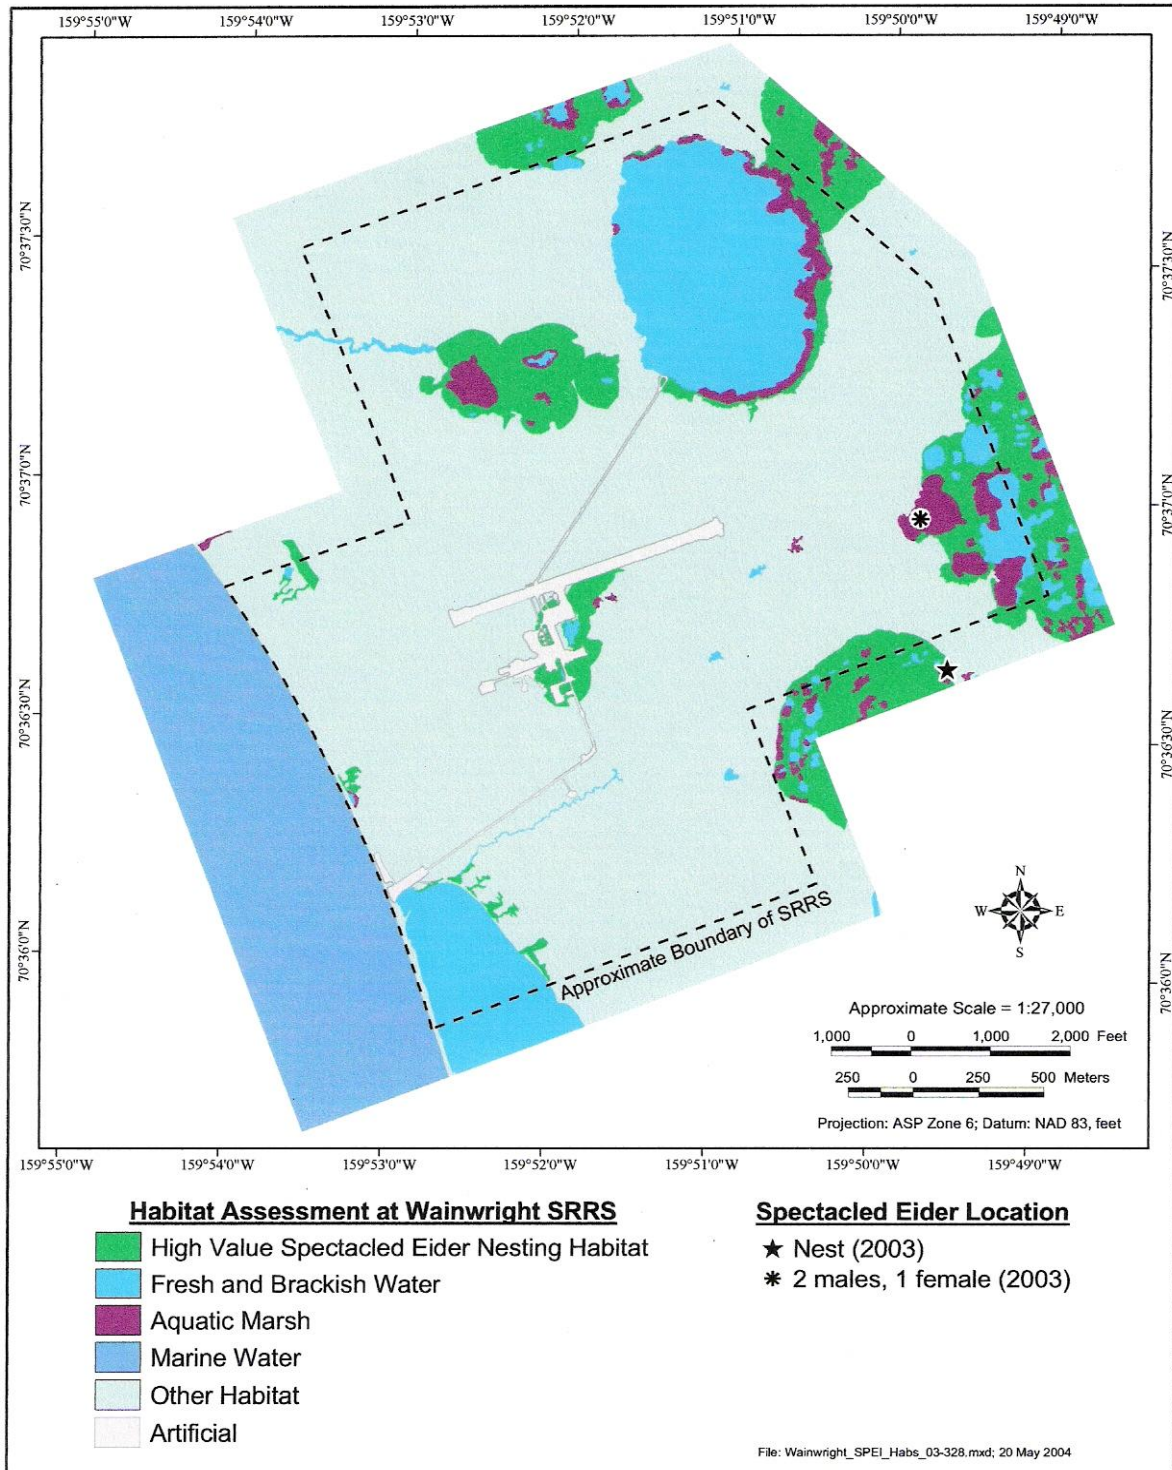 159°55'0"W 159°54'0"W 159°53'0"W 159°52'0"W 159°51'0"W 159°50'0"W 159°49'0"W
70°37'30"N
70°37'30"N
70°37'0"N
70°37'0"N
70°36'30"N
70°36'30"N
70°36'0"N
70°36'0"N
Approximate Boundary of SRRS
N
W E
S
Approximate Scale = 1:27,000
1,000 0 1,000 2,000 Feet
250 0 250 500 Meters
Projection: ASP Zone 6; Datum: NAD 83, feet
159°55'0"W 159°54'0"W 159°53'0"W 159°52'0"W 159°51'0"W 159°50'0"W 159°49'0"W
Habitat Assessment at Wainwright SRRS
High Value Spectacled Eider Nesting Habitat
Fresh and Brackish Water
Aquatic Marsh
Marine Water
Other Habitat
Artificial
Spectacled Eider Location
Nest (2003)
2 males, 1 female (2003)
File: Wainwright_SPEI_Habs_03-328.mxd; 20 May 2004